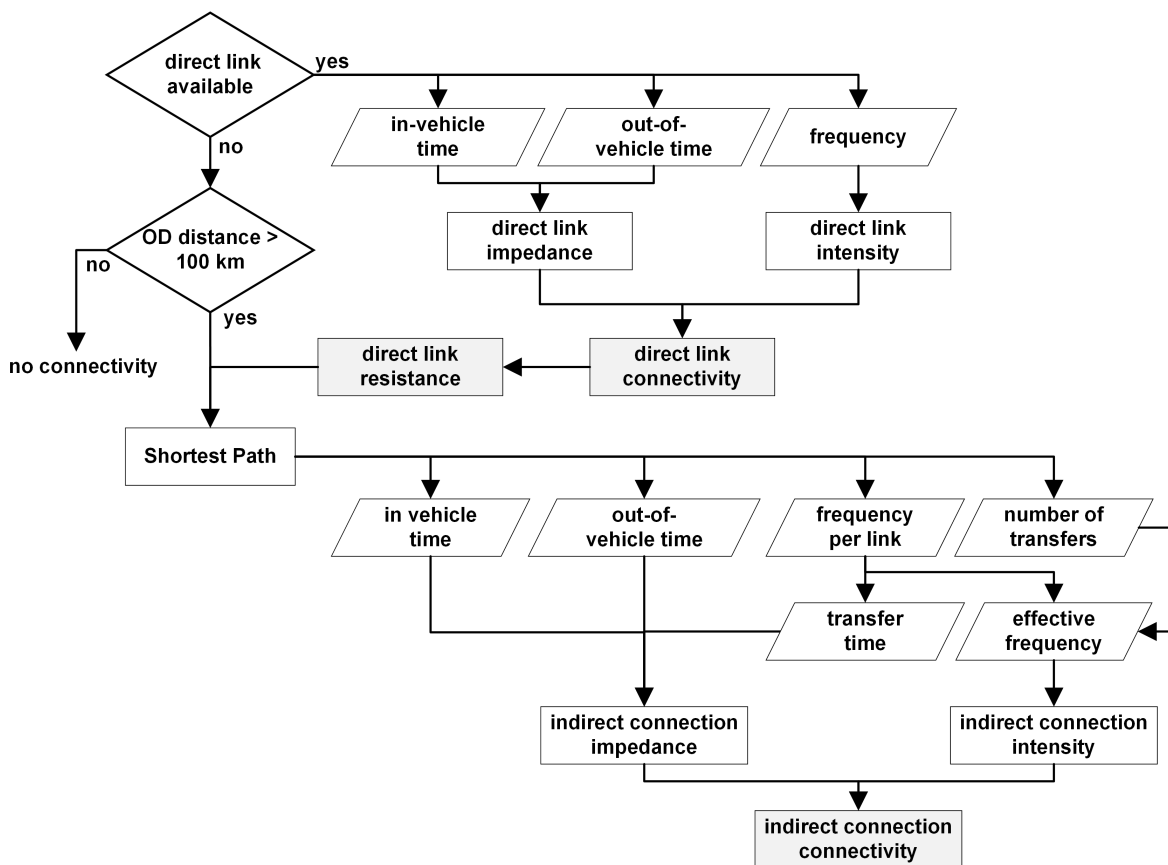 direct link
available
yes
no
in-vehicle
time
out-of-
vehicle time
frequency
OD distance >
100 km
no
yes
direct link
impedance
direct link
intensity
no connectivity
direct link
resistance
direct link
connectivity
Shortest Path
in vehicle
time
out-of-
vehicle time
frequency
per link
number of
transfers
transfer
time
effective
frequency
indirect connection
impedance
indirect connection
intensity
indirect connection
connectivity